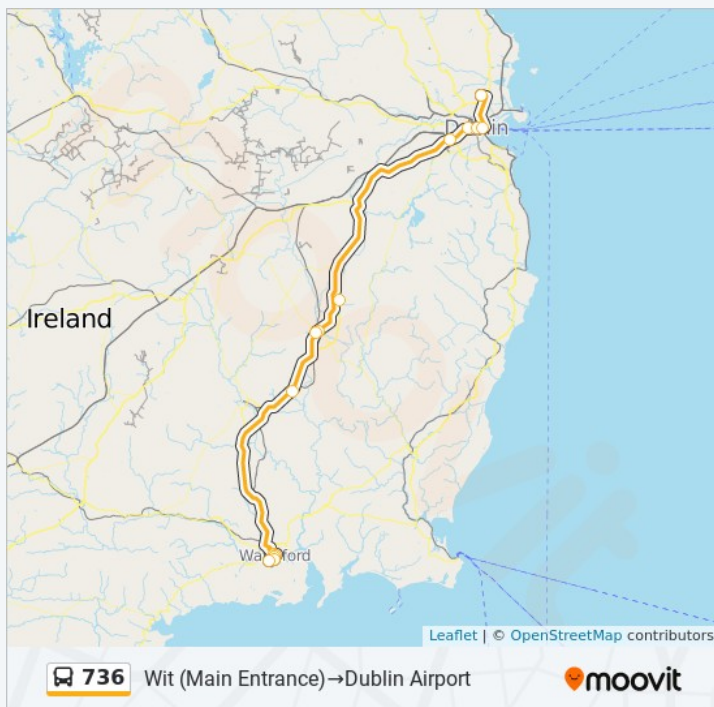 Dublin
Ireland
Waterford
Leaflet | © OpenStreetMap contributors
736 Wit (Main Entrance)→Dublin Airport
moovit